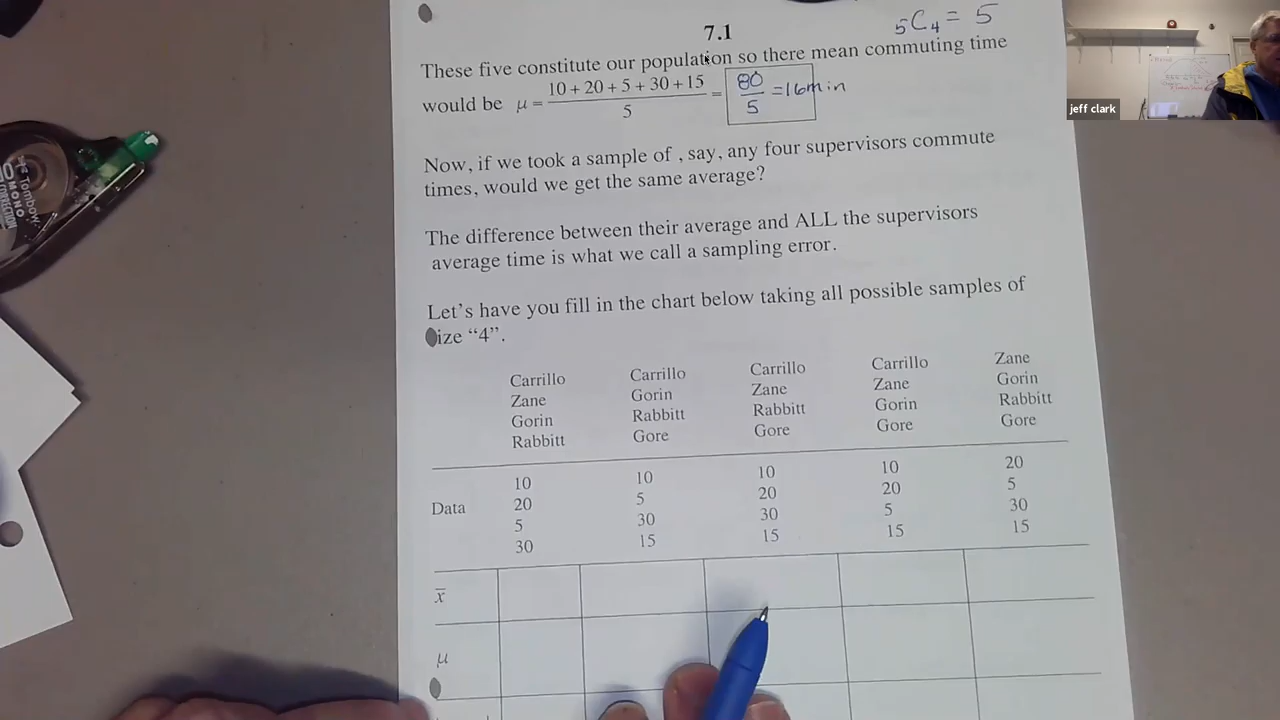 7.1
5C4 = 5
These five constitute our population so there mean commuting time
would be μ = 10 + 20 + 5 + 30 + 15 / 5 = 80 / 5 = 16 min
Now, if we took a sample of , say, any four supervisors commute
times, would we get the same average?
The difference between their average and ALL the supervisors
average time is what we call a sampling error.
Let's have you fill in the chart below taking all possible samples of
ize “4”.
Carrillo Carrillo Carrillo Carrillo Zane
Zane Gorin Zane Zane Gorin
Gorin Rabbitt Rabbitt Gorin Rabbitt
Rabbitt Gore Gore Gore Gore
10 10 10 10 20
Data 20 5 20 20 5
5 30 30 5 30
30 15 15 15 15
x̄
μ
jeff clark
Tombow
MONO